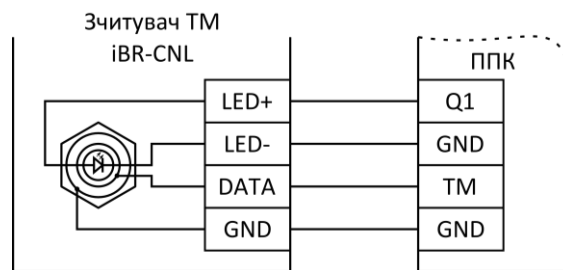 Зчитувач ТМ
iBR-CNL
ППК
LED+ Q1
LED- GND
DATA TM
GND GND